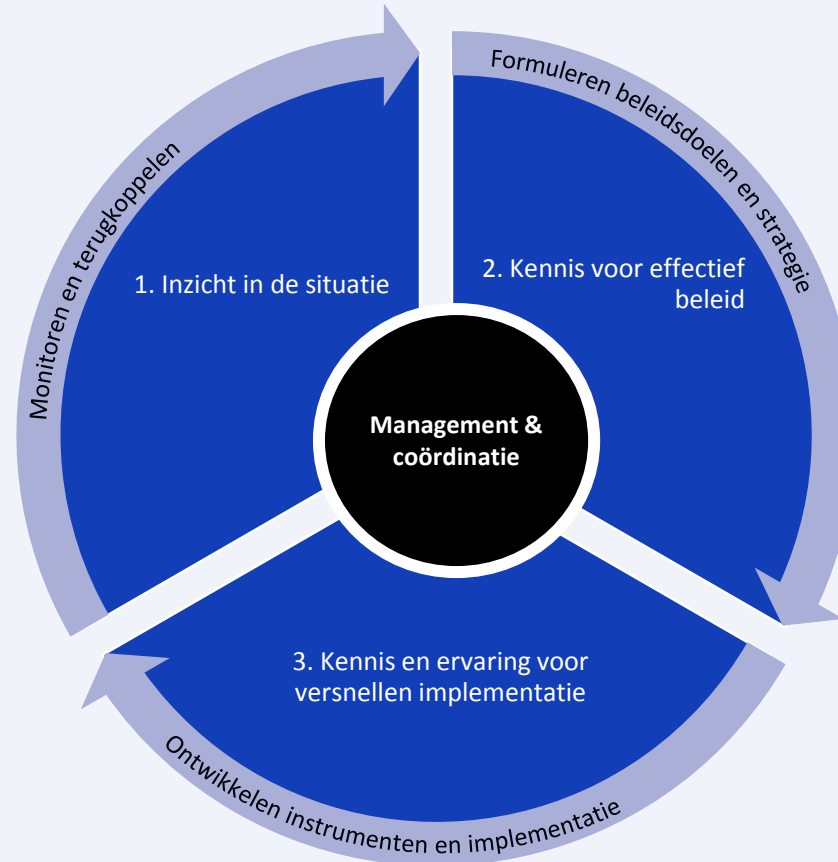 Monitoren en terugkoppelen
Formuleren beleidsdoelen en strategie
1. Inzicht in de situatie
2. Kennis voor effectief
beleid
Management &
coördinatie
3. Kennis en ervaring voor
versnellen implementatie
Ontwikkelen instrumenten en implementatie